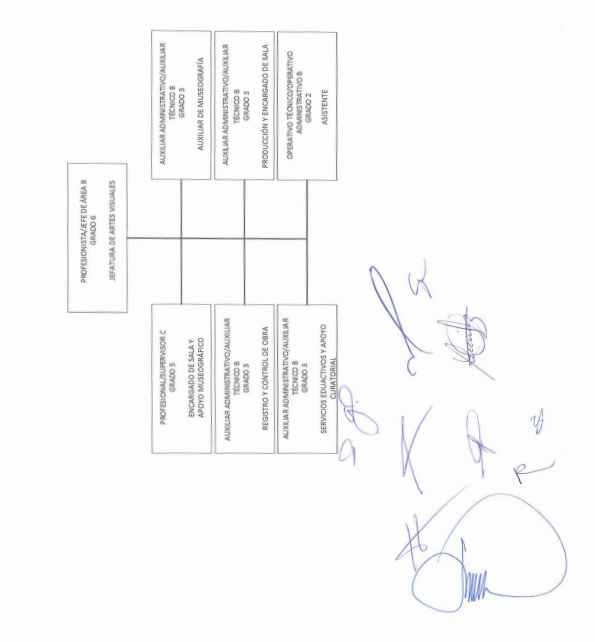 PROFESIONISTA/JEFE DE ÁREA B
GRADO 6
JEFATURA DE ARTES VISUALES
PROFESIONAL/SUPERVISOR C
GRADO 5
ENCARGADO DE SALA Y
APOYO MUSEOGRÁFICO
AUXILIAR ADMINISTRATIVO/AUXILIAR
TÉCNICO B
GRADO 3
AUXILIAR DE MUSEOGRAFÍA
AUXILIAR ADMINISTRATIVO/AUXILIAR
TÉCNICO B
GRADO 3
REGISTRO Y CONTROL DE OBRA
AUXILIAR ADMINISTRATIVO/AUXILIAR
TÉCNICO B
GRADO 3
PRODUCCIÓN Y ENCARGADO DE SALA
AUXILIAR ADMINISTRATIVO/AUXILIAR
TÉCNICO B
GRADO 3
SERVICIOS EDUACTIVOS Y APOYO
CURATORIAL
OPERATIVO TÉCNICO/OPERATIVO
ADMINISTRATIVO B
GRADO 2
ASISTENTE